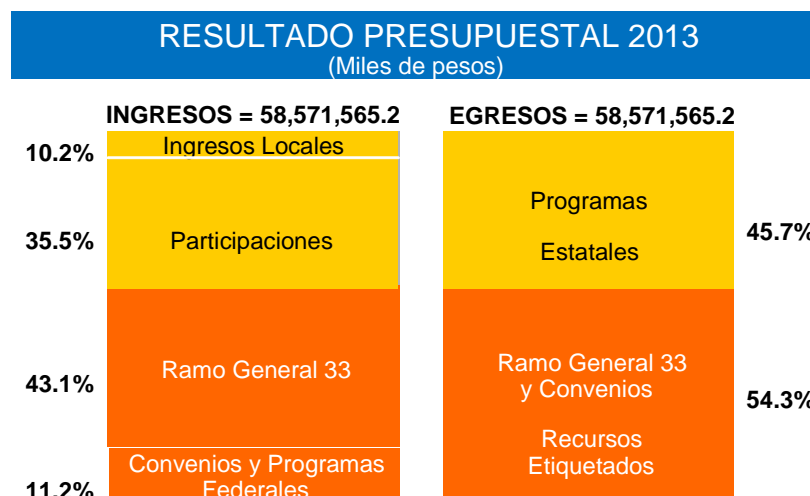 RESULTADO PRESUPUESTAL 2013
(Miles de pesos)
INGRESOS = 58,571,565.2
EGRESOS = 58,571,565.2
10.2%
Ingresos Locales
35.5%
Participaciones
Programas
Estatales
45.7%
43.1%
Ramo General 33
Ramo General 33
y Convenios
Recursos
Etiquetados
54.3%
11.2%
Convenios y Programas
Federales